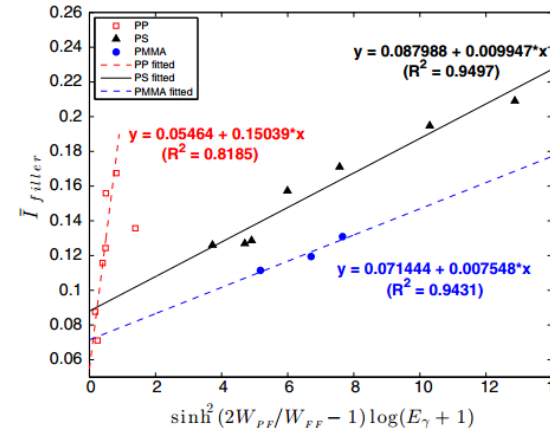 0.26
0.24
0.22
0.2
0.18
0.16
0.14
0.12
0.1
0.08
0.06
PP
PS
PMMA
PP fitted
PS fitted
PMMA fitted
y = 0.087988 + 0.009947*x
(R² = 0.9497)
y = 0.05464 + 0.15039*x
(R² = 0.8185)
y = 0.071444 + 0.007548*x
(R² = 0.9431)
Ī_filler
0 2 4 6 8 10 12 14
sinh²(2W_PF/W_FF − 1) log(E_γ + 1)